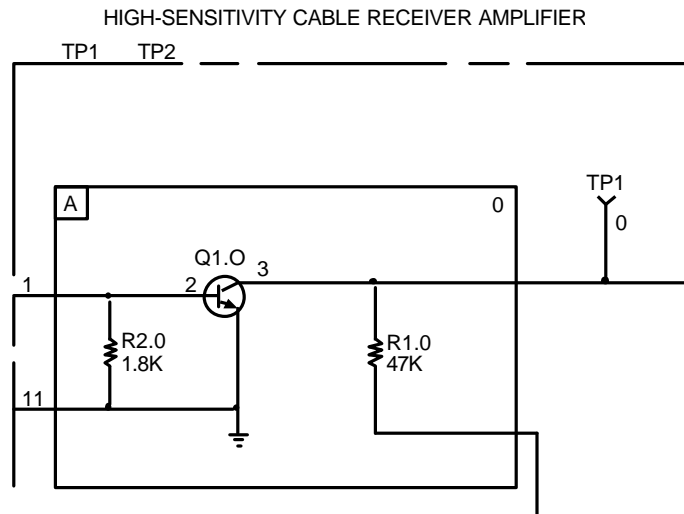 HIGH-SENSITIVITY CABLE RECEIVER AMPLIFIER
TP1 TP2
A
0
TP1
0
Q1.O
1
2
3
R2.0
1.8K
R1.0
47K
11